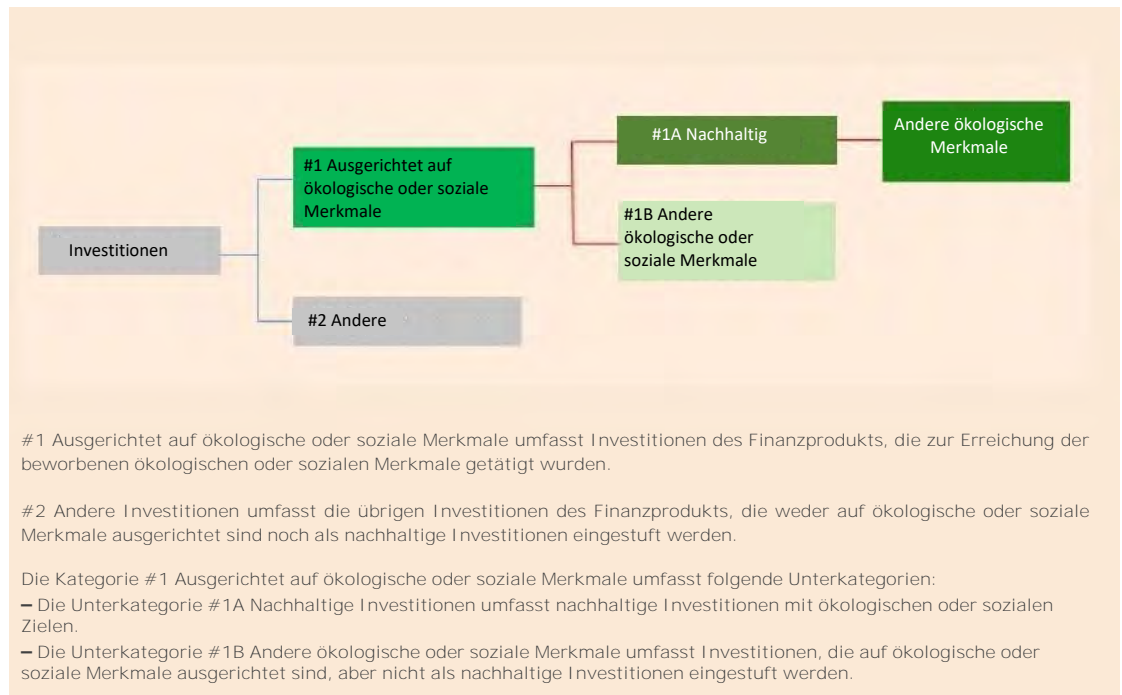 #1A Nachhaltig
Andere ökologische
Merkmale
#1 Ausgerichtet auf
ökologische oder soziale
Merkmale
#1B Andere
ökologische oder
soziale Merkmale
Investitionen
#2 Andere
#1 Ausgerichtet auf ökologische oder soziale Merkmale umfasst Investitionen des Finanzprodukts, die zur Erreichung der
beworbenen ökologischen oder sozialen Merkmale getätigt wurden.
#2 Andere Investitionen umfasst die übrigen Investitionen des Finanzprodukts, die weder auf ökologische oder soziale
Merkmale ausgerichtet sind noch als nachhaltige Investitionen eingestuft werden.
Die Kategorie #1 Ausgerichtet auf ökologische oder soziale Merkmale umfasst folgende Unterkategorien:
– Die Unterkategorie #1A Nachhaltige Investitionen umfasst nachhaltige Investitionen mit ökologischen oder sozialen
Zielen.
– Die Unterkategorie #1B Andere ökologische oder soziale Merkmale umfasst Investitionen, die auf ökologische oder
soziale Merkmale ausgerichtet sind, aber nicht als nachhaltige Investitionen eingestuft werden.